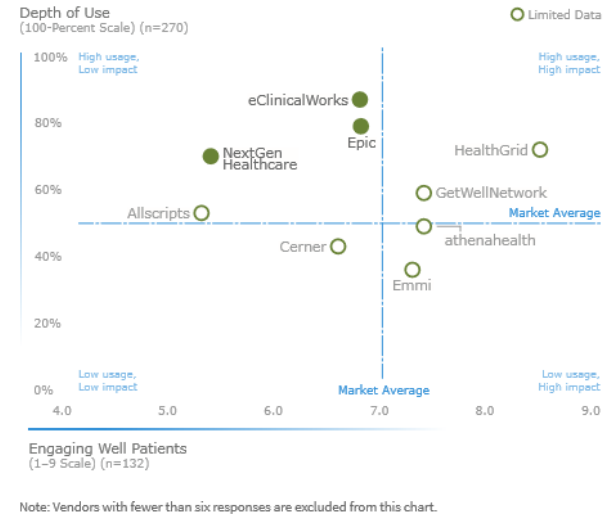 Depth of Use
(100-Percent Scale) (n=270)
Limited Data
100%
High usage,
Low impact
High usage,
High impact
eClinicalWorks
80%
Epic
NextGen
Healthcare
HealthGrid
60%
GetWellNetwork
Allscripts
Market Average
athenahealth
Cerner
40%
Emmi
20%
Low usage,
Low impact
Low usage,
High impact
0%
Market Average
4.0 5.0 6.0 7.0 8.0 9.0
Engaging Well Patients
(1–9 Scale) (n=132)
Note: Vendors with fewer than six responses are excluded from this chart.